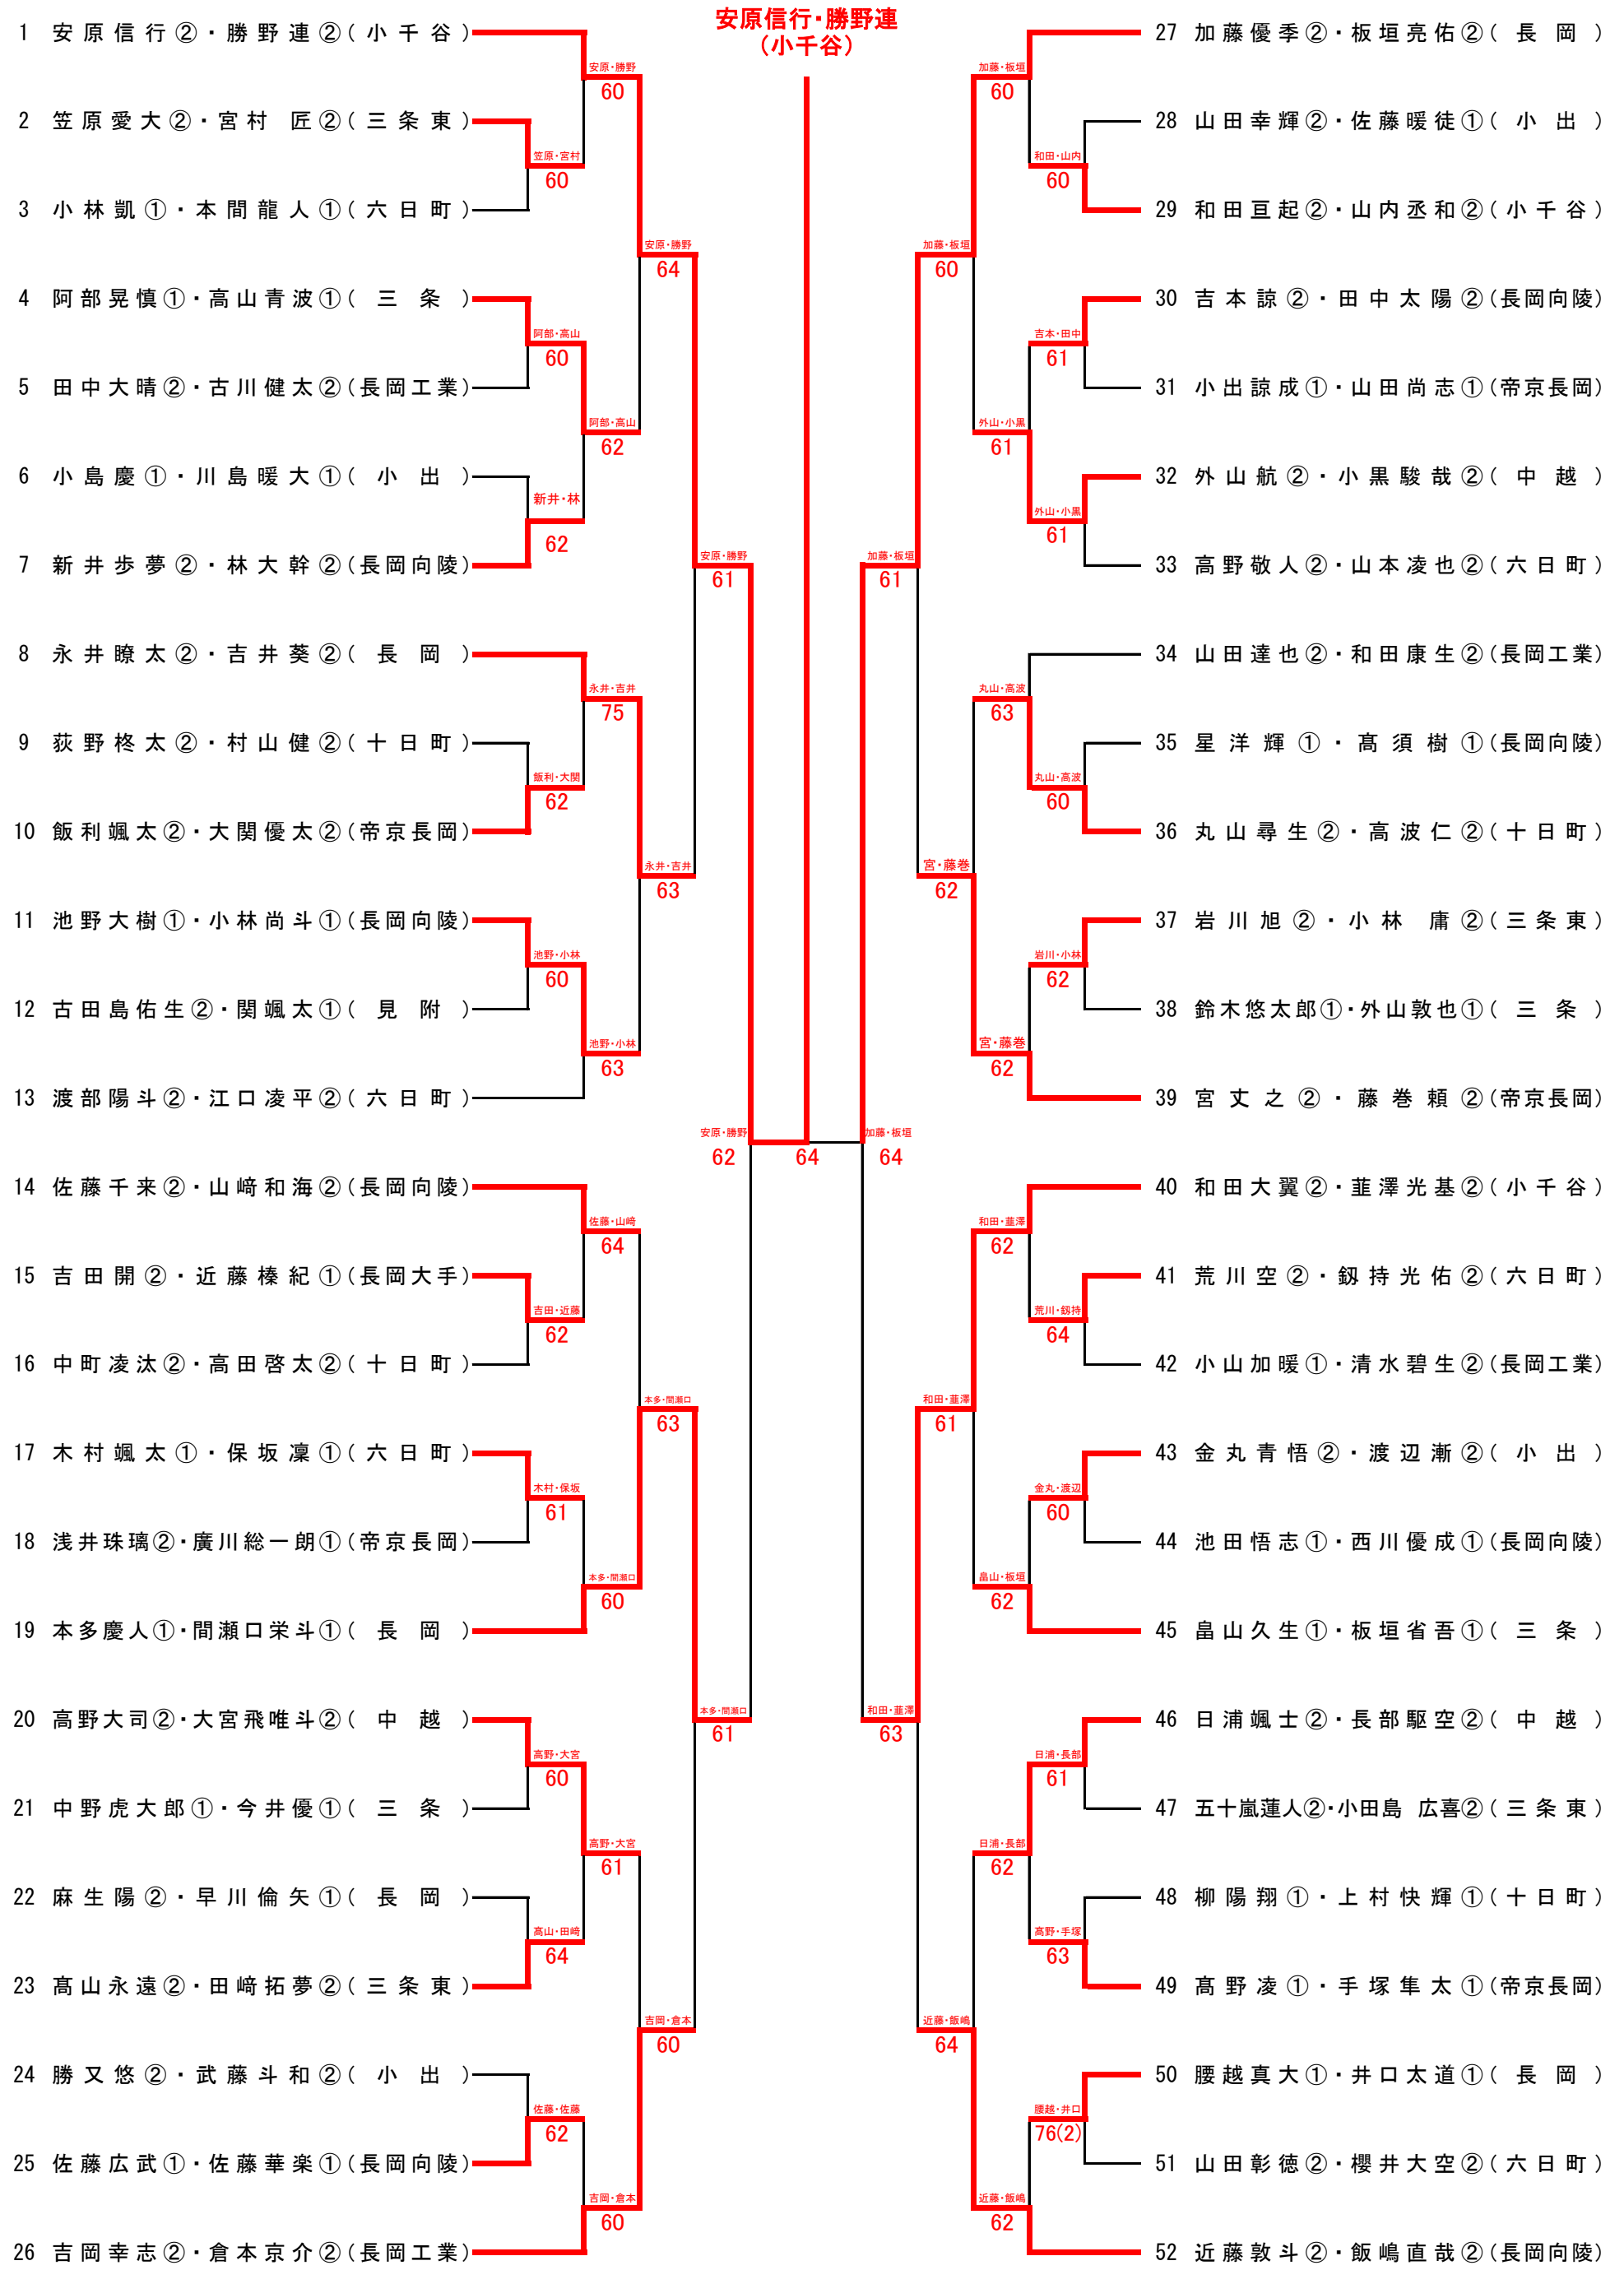 安原信行・勝野連
(小千谷)
1 安原信行②・勝野連②(小千谷)
2 笠原愛大②・宮村 匠②(三条東)
3 小林凱①・本間龍人①(六日町)
4 阿部晃慎①・高山青波①(三条)
5 田中大晴②・古川健太②(長岡工業)
6 小島慶①・川島暖大①(小出)
7 新井歩夢②・林大幹②(長岡向陵)
8 永井瞭太②・吉井葵②(長岡)
9 荻野柊太②・村山健②(十日町)
10 飯利颯太②・大関優太②(帝京長岡)
11 池野大樹①・小林尚斗①(長岡向陵)
12 古田島佑生②・関颯太①(見附)
13 渡部陽斗②・江口凌平②(六日町)
14 佐藤千来②・山﨑和海②(長岡向陵)
15 吉田開②・近藤榛紀①(長岡大手)
16 中町凌汰②・高田啓太②(十日町)
17 木村颯太①・保坂凜①(六日町)
18 浅井珠璃②・廣川総一朗①(帝京長岡)
19 本多慶人①・間瀬口栄斗①(長岡)
20 高野大司②・大宮飛唯斗②(中越)
21 中野虎大郎①・今井優①(三条)
22 麻生陽②・早川倫矢①(長岡)
23 髙山永遠②・田﨑拓夢②(三条東)
24 勝又悠②・武藤斗和②(小出)
25 佐藤広武①・佐藤華楽①(長岡向陵)
26 吉岡幸志②・倉本京介②(長岡工業)
安原・勝野
60
笠原・宮村
60
安原・勝野
64
阿部・高山
60
阿部・高山
62
新井・林
62
安原・勝野
61
永井・吉井
75
飯利・大関
62
永井・吉井
63
池野・小林
60
池野・小林
63
安原・勝野
62
64
佐藤・山﨑
64
吉田・近藤
62
本多・間瀬口
63
木村・保坂
61
本多・間瀬口
60
本多・間瀬口
61
高野・大宮
60
高野・大宮
61
髙山・田﨑
64
吉岡・倉本
60
佐藤・佐藤
62
吉岡・倉本
60
27 加藤優季②・板垣亮佑②(長岡)
28 山田幸輝②・佐藤暖徒①(小出)
29 和田亘起②・山内丞和②(小千谷)
30 吉本諒②・田中太陽②(長岡向陵)
31 小出諒成①・山田尚志①(帝京長岡)
32 外山航②・小黒駿哉②(中越)
33 高野敬人②・山本凌也②(六日町)
34 山田達也②・和田康生②(長岡工業)
35 星洋輝①・髙須樹①(長岡向陵)
36 丸山尋生②・高波仁②(十日町)
37 岩川旭②・小林 庸②(三条東)
38 鈴木悠太郎①・外山敦也①(三条)
39 宮丈之②・藤巻頼②(帝京長岡)
40 和田大翼②・韮澤光基②(小千谷)
41 荒川空②・釼持光佑②(六日町)
42 小山加暖①・清水碧生②(長岡工業)
43 金丸青悟②・渡辺漸②(小出)
44 池田悟志①・西川優成①(長岡向陵)
45 畠山久生①・板垣省吾①(三条)
46 日浦颯士②・長部駆空②(中越)
47 五十嵐蓮人②・小田島 広喜②(三条東)
48 柳陽翔①・上村快輝①(十日町)
49 髙野凌①・手塚隼太①(帝京長岡)
50 腰越真大①・井口太道①(長岡)
51 山田彰徳②・櫻井大空②(六日町)
52 近藤敦斗②・飯嶋直哉②(長岡向陵)
加藤・板垣
60
和田・山内
60
加藤・板垣
60
吉本・田中
61
外山・小黒
61
外山・小黒
61
加藤・板垣
61
丸山・高波
63
丸山・高波
60
宮・藤巻
62
岩川・小林
62
宮・藤巻
62
加藤・板垣
64
和田・韮澤
62
荒川・釼持
64
和田・韮澤
61
金丸・渡辺
60
畠山・板垣
62
和田・韮澤
63
日浦・長部
61
日浦・長部
62
髙野・手塚
63
近藤・飯嶋
64
腰越・井口
76(2)
近藤・飯嶋
62